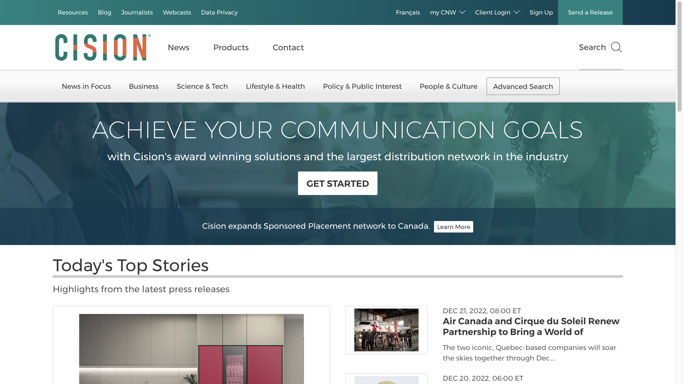 Resources Blog Journalists Webcasts Data Privacy Français my CNW Client Login Sign Up Send a Release
CISION® News Products Contact Search
News in Focus Business Science & Tech Lifestyle & Health Policy & Public Interest People & Culture Advanced Search
ACHIEVE YOUR COMMUNICATION GOALS
with Cision's award winning solutions and the largest distribution network in the industry
GET STARTED
Cision expands Sponsored Placement network to Canada. Learn More
Today's Top Stories
Highlights from the latest press releases
DEC 21, 2022, 08:00 ET
Air Canada and Cirque du Soleil Renew
Partnership to Bring a World of
The two iconic, Quebec-based companies will soar
the skies together through Dec...
DEC 20, 2022, 06:00 ET